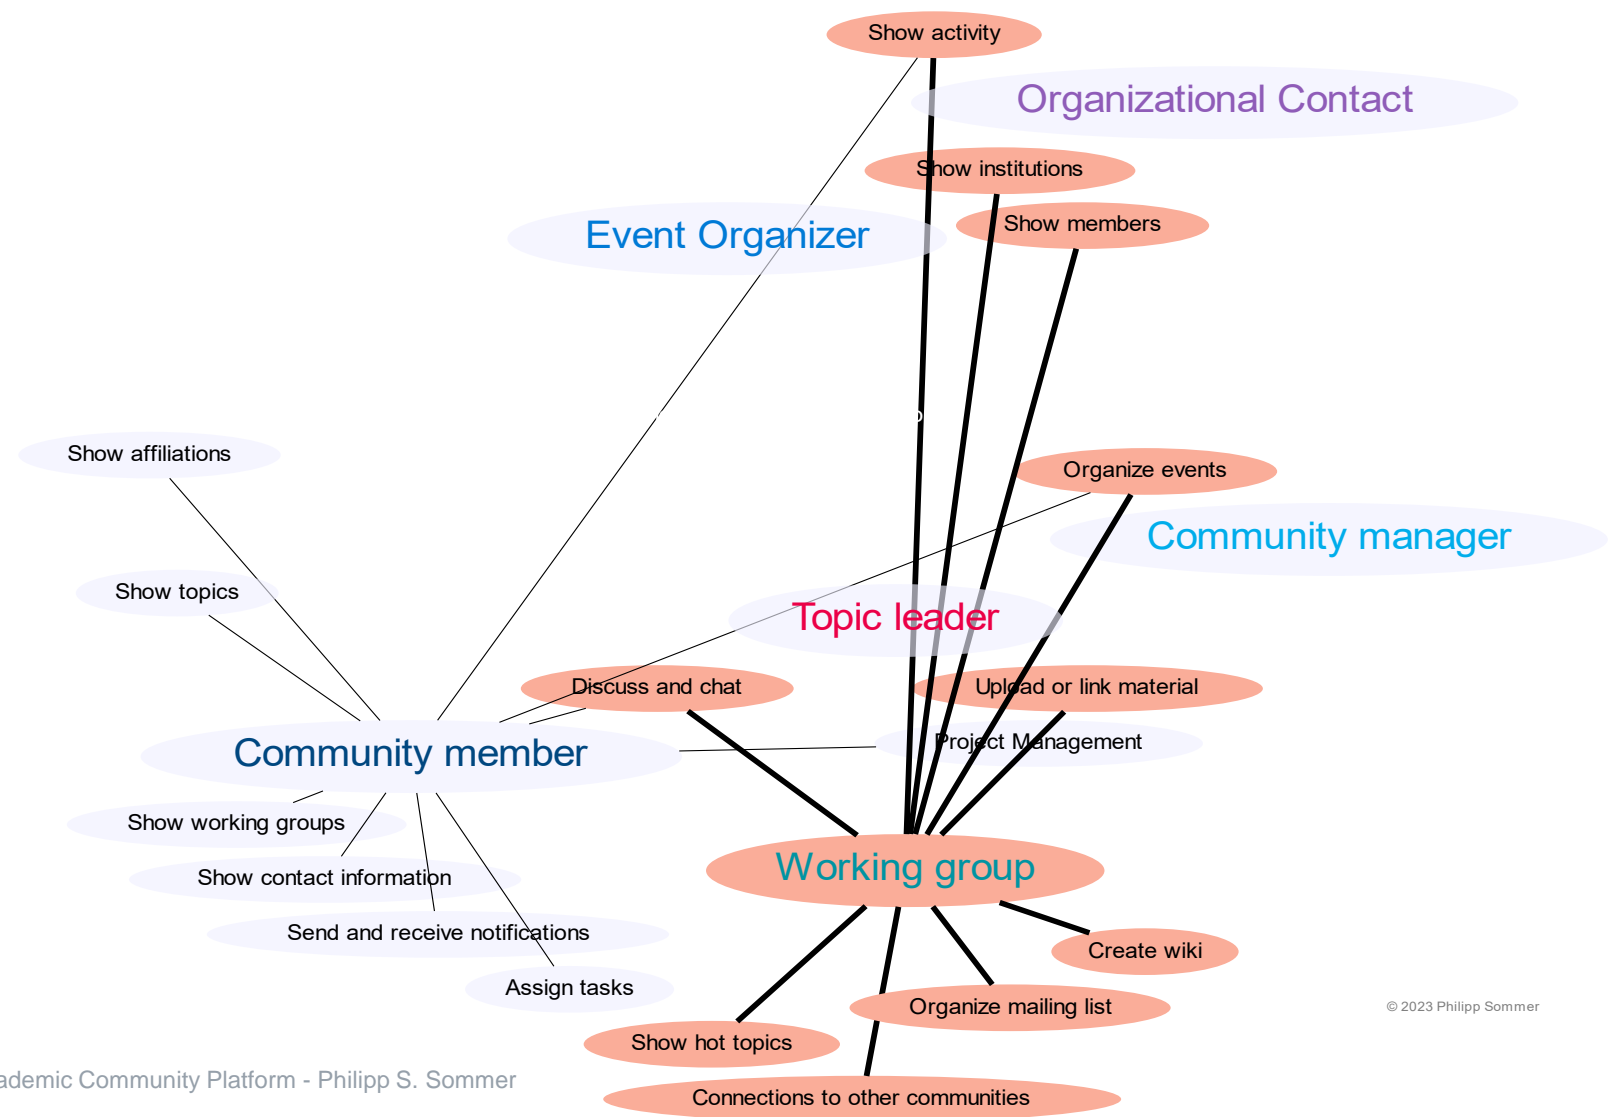 Show activity
Organizational Contact
Show institutions
Show members
Event Organizer
Show affiliations
Organize events
Community manager
Show topics
Topic leader
Discuss and chat
Upload or link material
Project Management
Community member
Show working groups
Working group
Show contact information
Send and receive notifications
Create wiki
Assign tasks
Organize mailing list
© 2023 Philipp Sommer
Show hot topics
Community Platform - Philipp S. Sommer
Connections to other communities